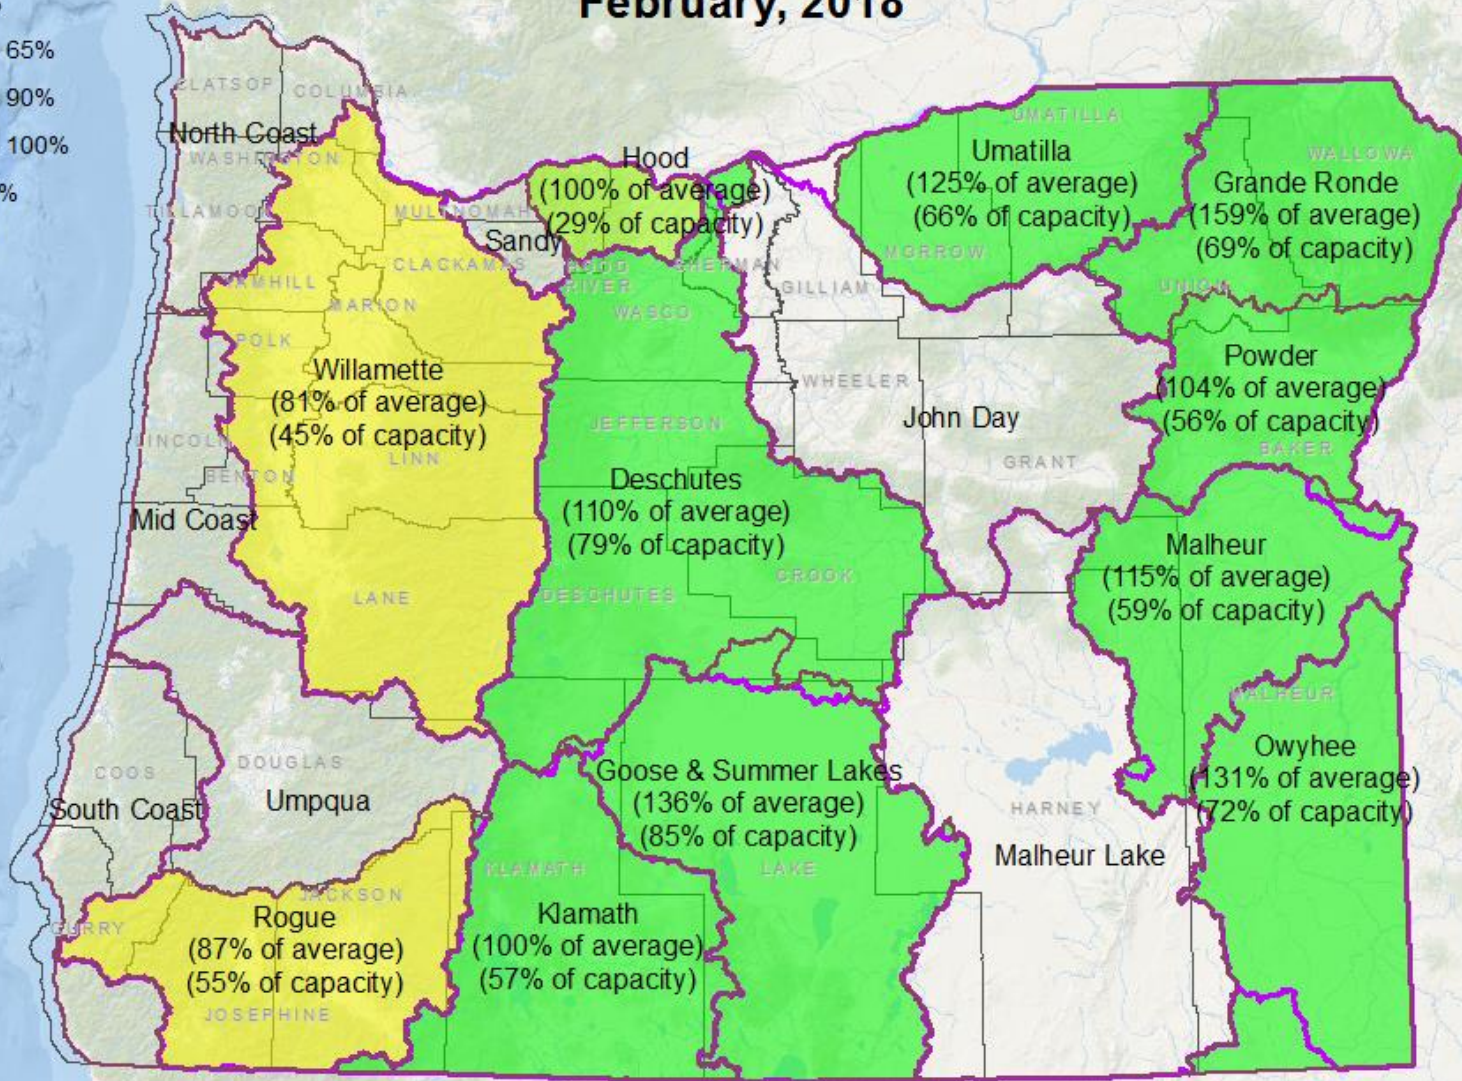 February, 2018
65%
90%
100%
%
CLATSOP
COLUMBIA
North Coast
WASHINGTON
TILLAMOOK
MULTNOMAH
Hood
(100% of average)
(29% of capacity)
Sandy
HOOD
RIVER
SHERMAN
UMATILLA
Umatilla
(125% of average)
(66% of capacity)
MORROW
WALLOWA
Grande Ronde
(159% of average)
(69% of capacity)
UNION
CLACKAMAS
YAMHILL
MARION
POLK
WASCO
GILLIAM
Willamette
(81% of average)
(45% of capacity)
LINN
LINCOLN
BENTON
Mid Coast
LANE
JEFFERSON
WHEELER
John Day
GRANT
Powder
(104% of average)
(56% of capacity)
BAKER
Deschutes
(110% of average)
(79% of capacity)
CROOK
DESCHUTES
Malheur
(115% of average)
(59% of capacity)
MALHEUR
Owyhee
(131% of average)
(72% of capacity)
COOS
South Coast
DOUGLAS
Umpqua
Goose & Summer Lakes
(136% of average)
(85% of capacity)
LAKE
HARNEY
Malheur Lake
KLAMATH
Klamath
(100% of average)
(57% of capacity)
CURRY
JACKSON
Rogue
(87% of average)
(55% of capacity)
JOSEPHINE